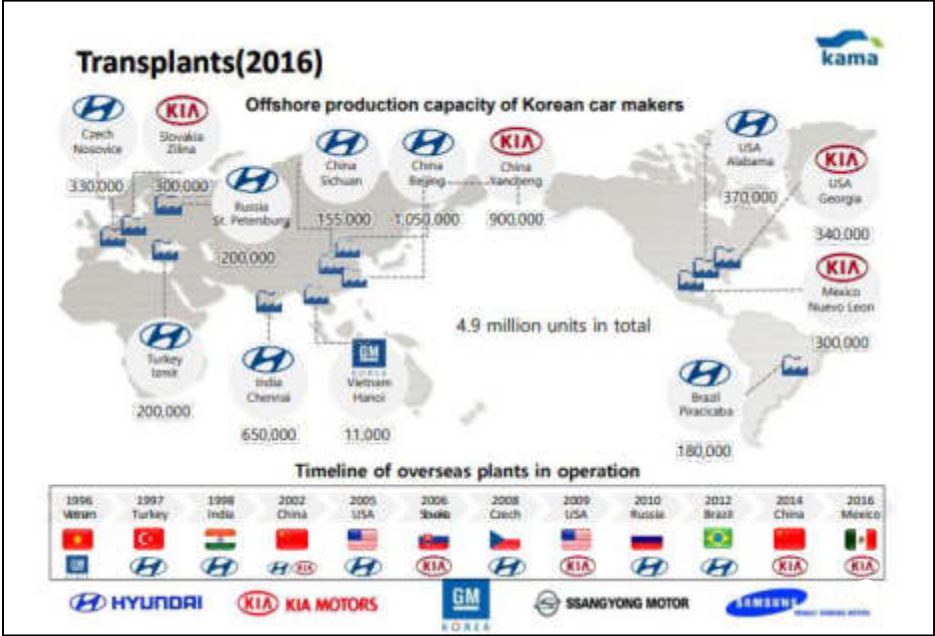 kama
Transplants(2016)
Offshore production capacity of Korean car makers
Czech
Nosovice
330,000
KIA
Slovakia
Zilina
300,000
Russia
St. Petersburg
200,000
China
Sichuan
155.000
China
Beijing
1,050,000
KIA
China
Yancheng
900,000
USA
Alabama
370,000
KIA
USA
Georgia
340,000
KIA
Mexico
Nuevo Leon
300,000
4.9 million units in total
Turkey
Izmit
200,000
India
Chennai
650,000
GM
KOREA
Vietnam
Hanoi
11,000
Brazil
Piracicaba
180,000
Timeline of overseas plants in operation
1996 1997 1998 2002 2005 2006 2008 2009 2010 2012 2014 2016
Vietnam Turkey India China USA Slovakia Czech USA Russia Brazil China Mexico
GM KIA KIA KIA KIA KIA
HYUNDAI KIA KIA MOTORS GM SSANGYONG MOTOR SAMSUNG
KOREA